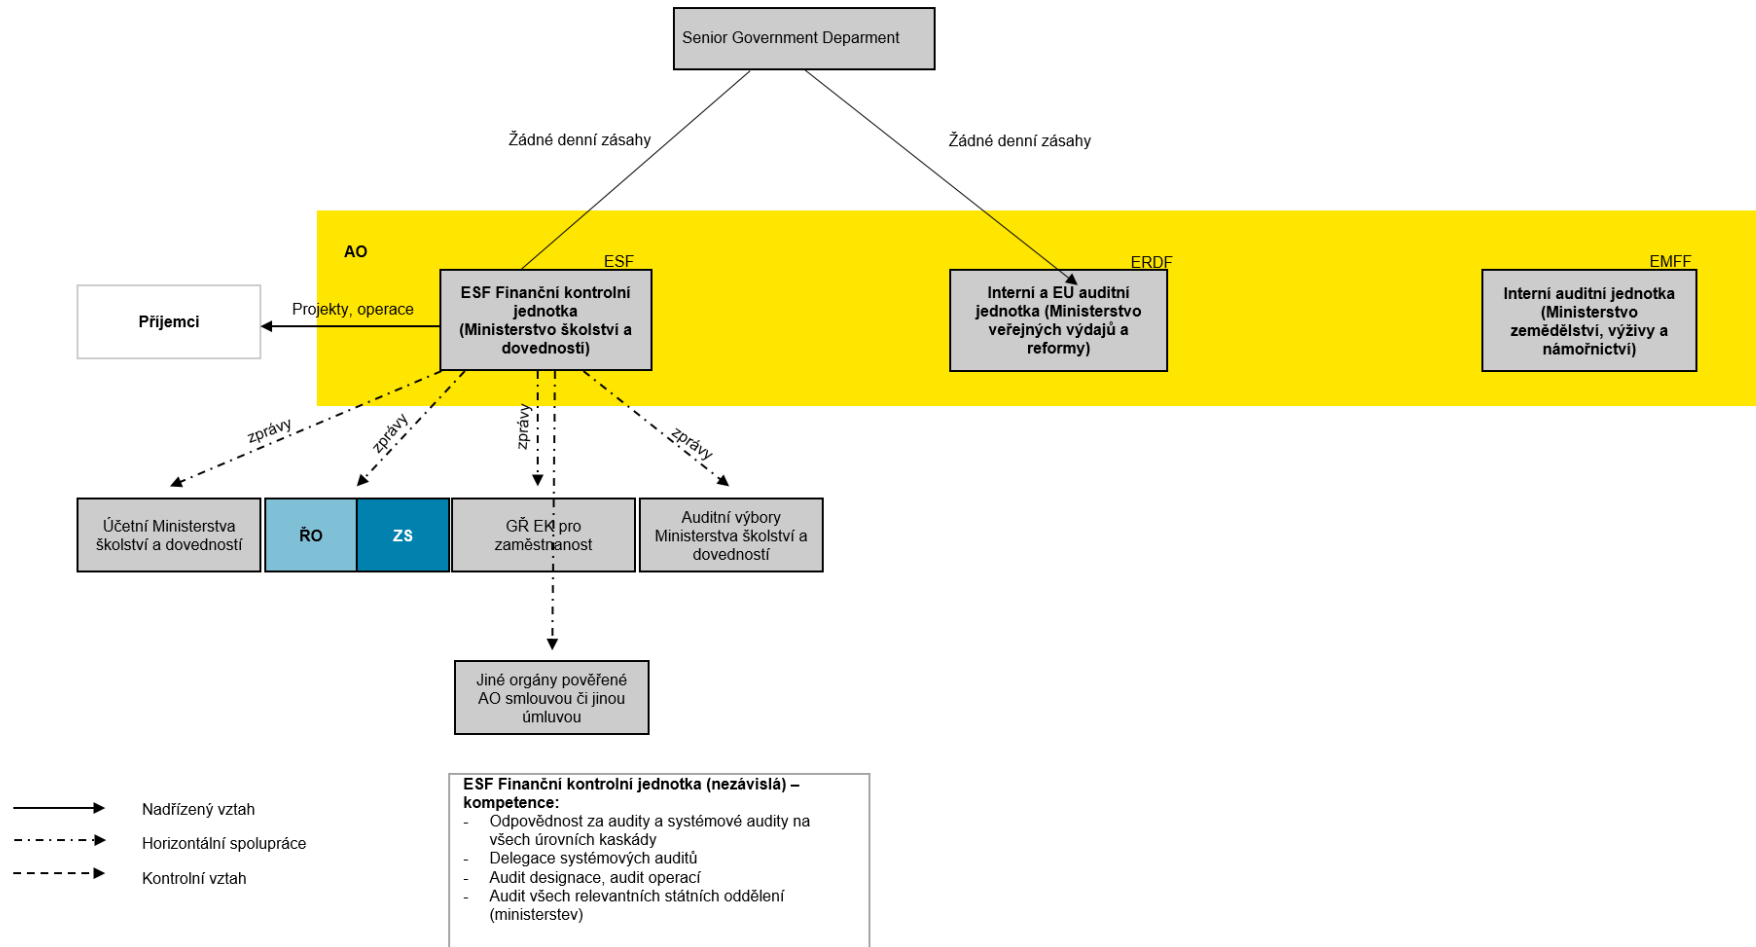 Senior Government Deparment
Žádné denní zásahy
Žádné denní zásahy
AO
ESF
ERDF
EMFF
Příjemci
Projekty, operace
ESF Finanční kontrolní
jednotka
(Ministerstvo školství a
dovedností)
Interní a EU auditní
jednotka (Ministerstvo
veřejných výdajů a
reformy)
Interní auditní jednotka
(Ministerstvo
zemědělství, výživy a
námořnictví)
zprávy
zprávy
zprávy
zprávy
Účetní Ministerstva
školství a dovedností
ŘO
ZS
GŘ EK pro
zaměstnanost
Auditní výbory
Ministerstva školství a
dovedností
Jiné orgány pověřené
AO smlouvou či jinou
úmluvou
Nadřízený vztah
Horizontální spolupráce
Kontrolní vztah
ESF Finanční kontrolní jednotka (nezávislá) –
kompetence:
- Odpovědnost za audity a systémové audity na
všech úrovních kaskády
- Delegace systémových auditů
- Audit designace, audit operací
- Audit všech relevantních státních oddělení
(ministerstev)